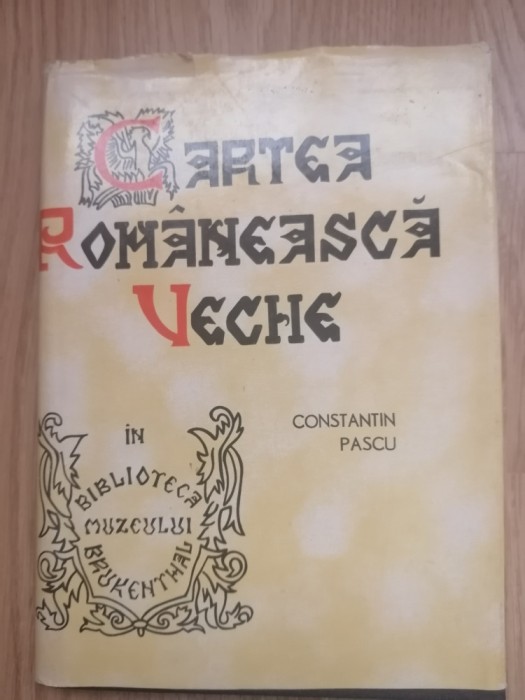 CARTEA
ROMÂNEASCĂ
VECHE
CONSTANTIN
PASCU
ÎN
BIBLIOTECA
MUZEULUI
BRUKENTHAL